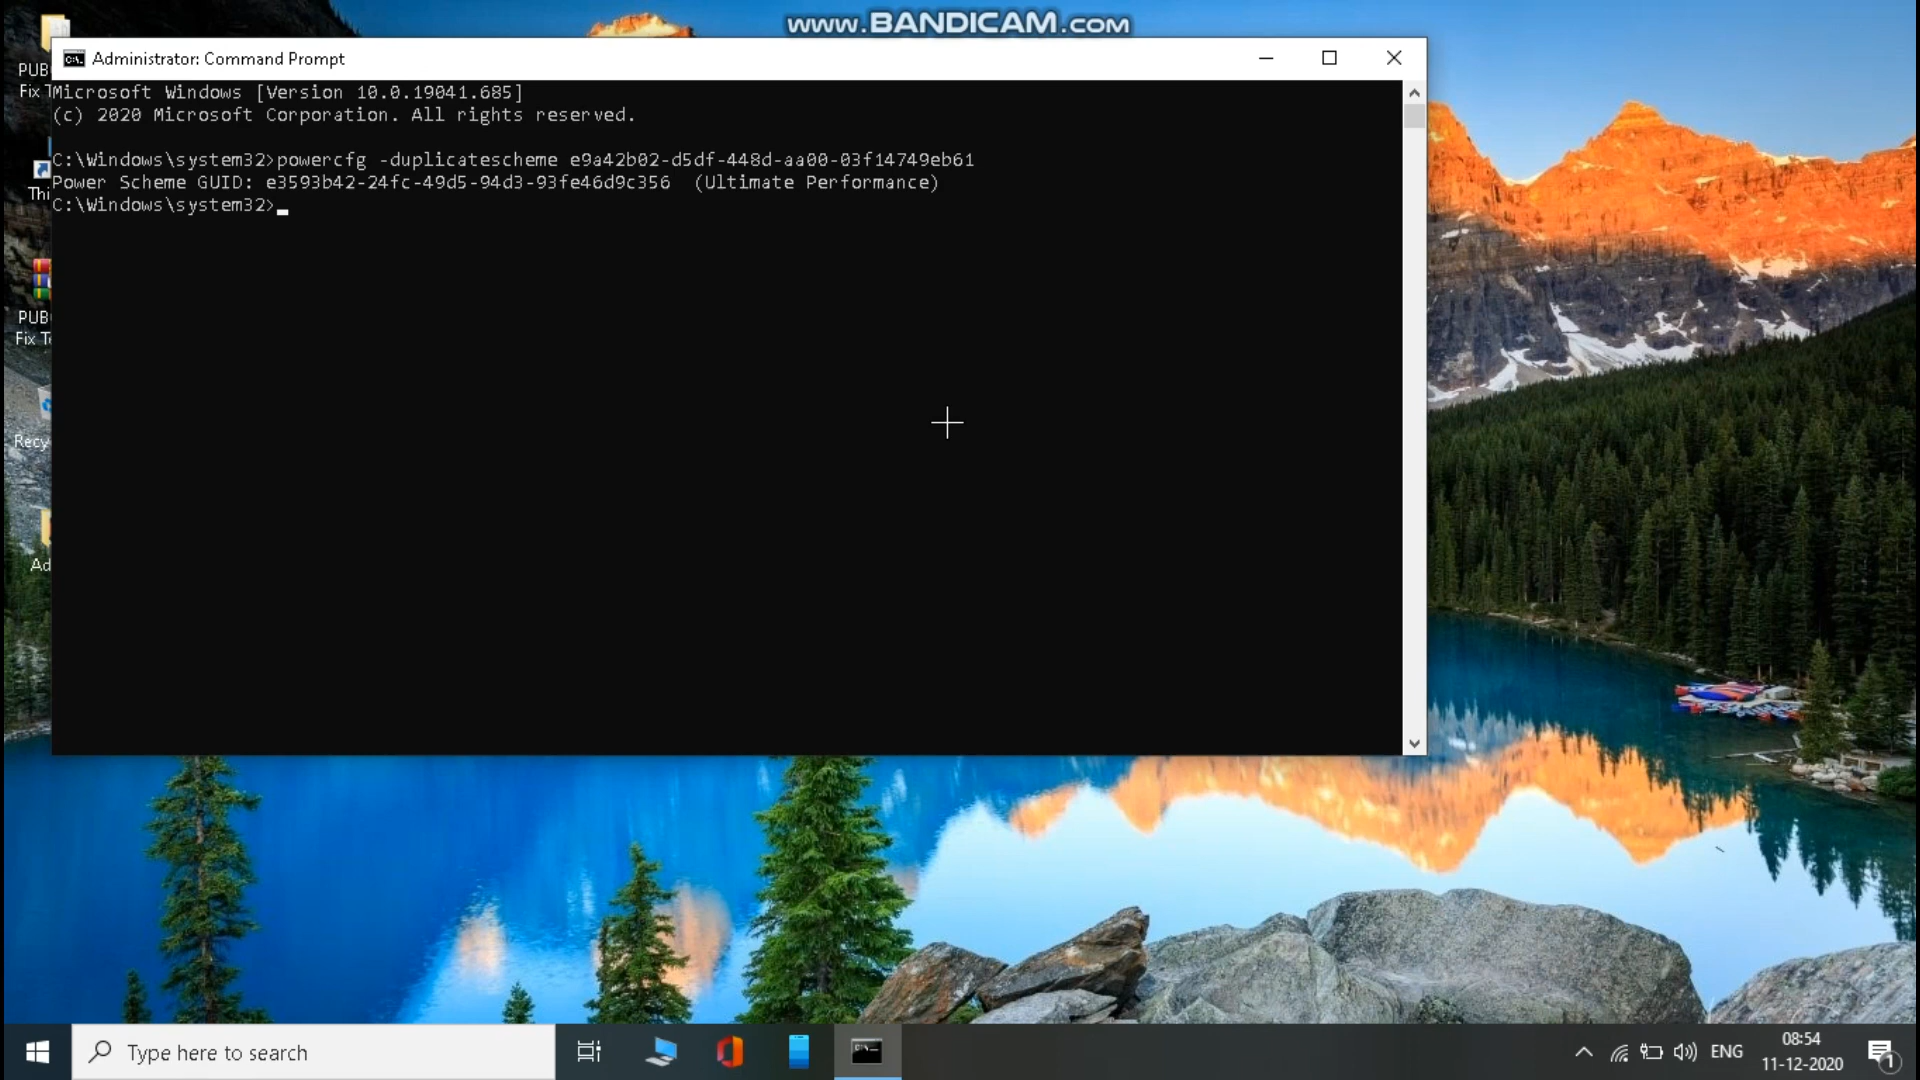 www.BANDICAM.com
Administrator: Command Prompt
Microsoft Windows [Version 10.0.19041.685]
(c) 2020 Microsoft Corporation. All rights reserved.
C:\Windows\system32>powercfg -duplicatescheme e9a42b02-d5df-448d-aa00-03f14749eb61
Power Scheme GUID: e3593b42-24fc-49d5-94d3-93fe46d9c356  (Ultimate Performance)
C:\Windows\system32>
PUB
Fix T
Thi
PUB
Fix T
Recy
Ad
Type here to search
ENG
08:54
11-12-2020
1